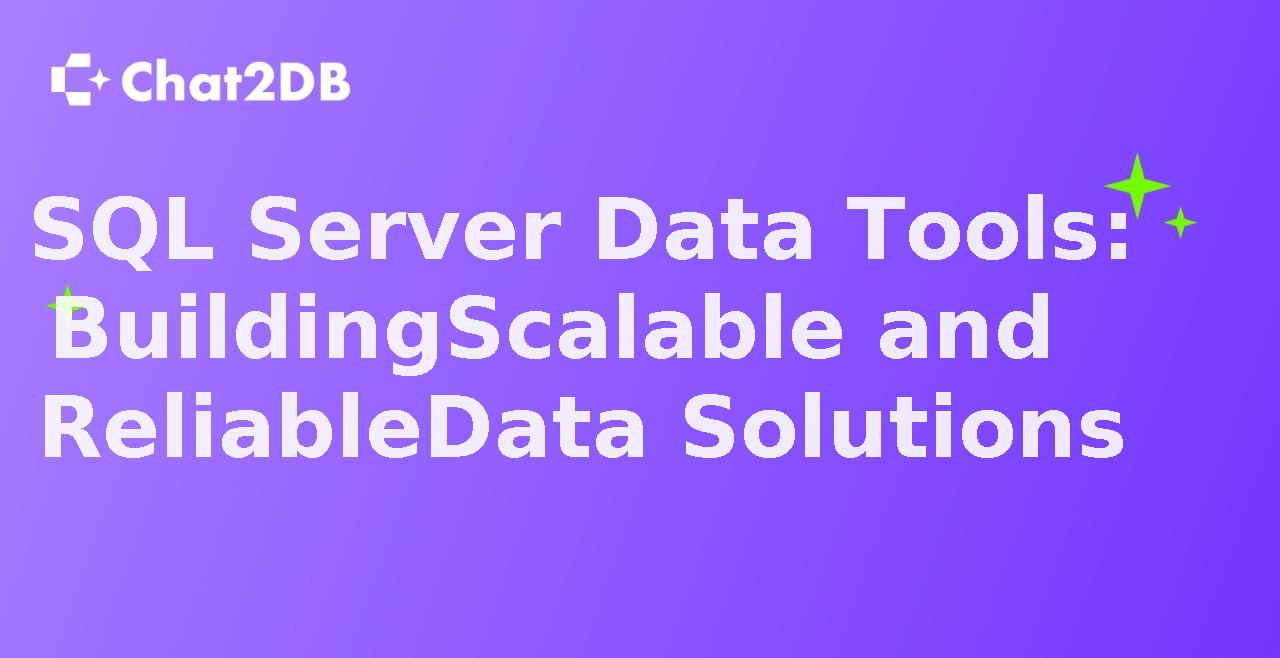 Chat2DB
SQL Server Data Tools:
BuildingScalable and
ReliableData Solutions